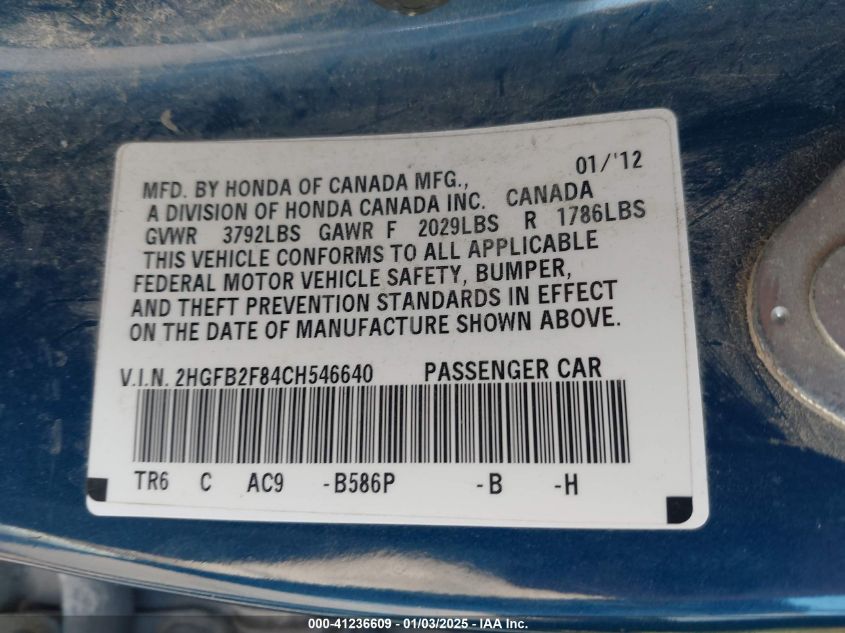 01/'12
MFD. BY HONDA OF CANADA MFG.,
A DIVISION OF HONDA CANADA INC. CANADA
GVWR 3792LBS GAWR F 2029LBS R 1786LBS
THIS VEHICLE CONFORMS TO ALL APPLICABLE
FEDERAL MOTOR VEHICLE SAFETY, BUMPER,
AND THEFT PREVENTION STANDARDS IN EFFECT
ON THE DATE OF MANUFACTURE SHOWN ABOVE.
V.I.N. 2HGFB2F84CH546640 PASSENGER CAR
TR6 C AC9 -B586P -B -H
000-41236609 - 01/03/2025 - IAA Inc.